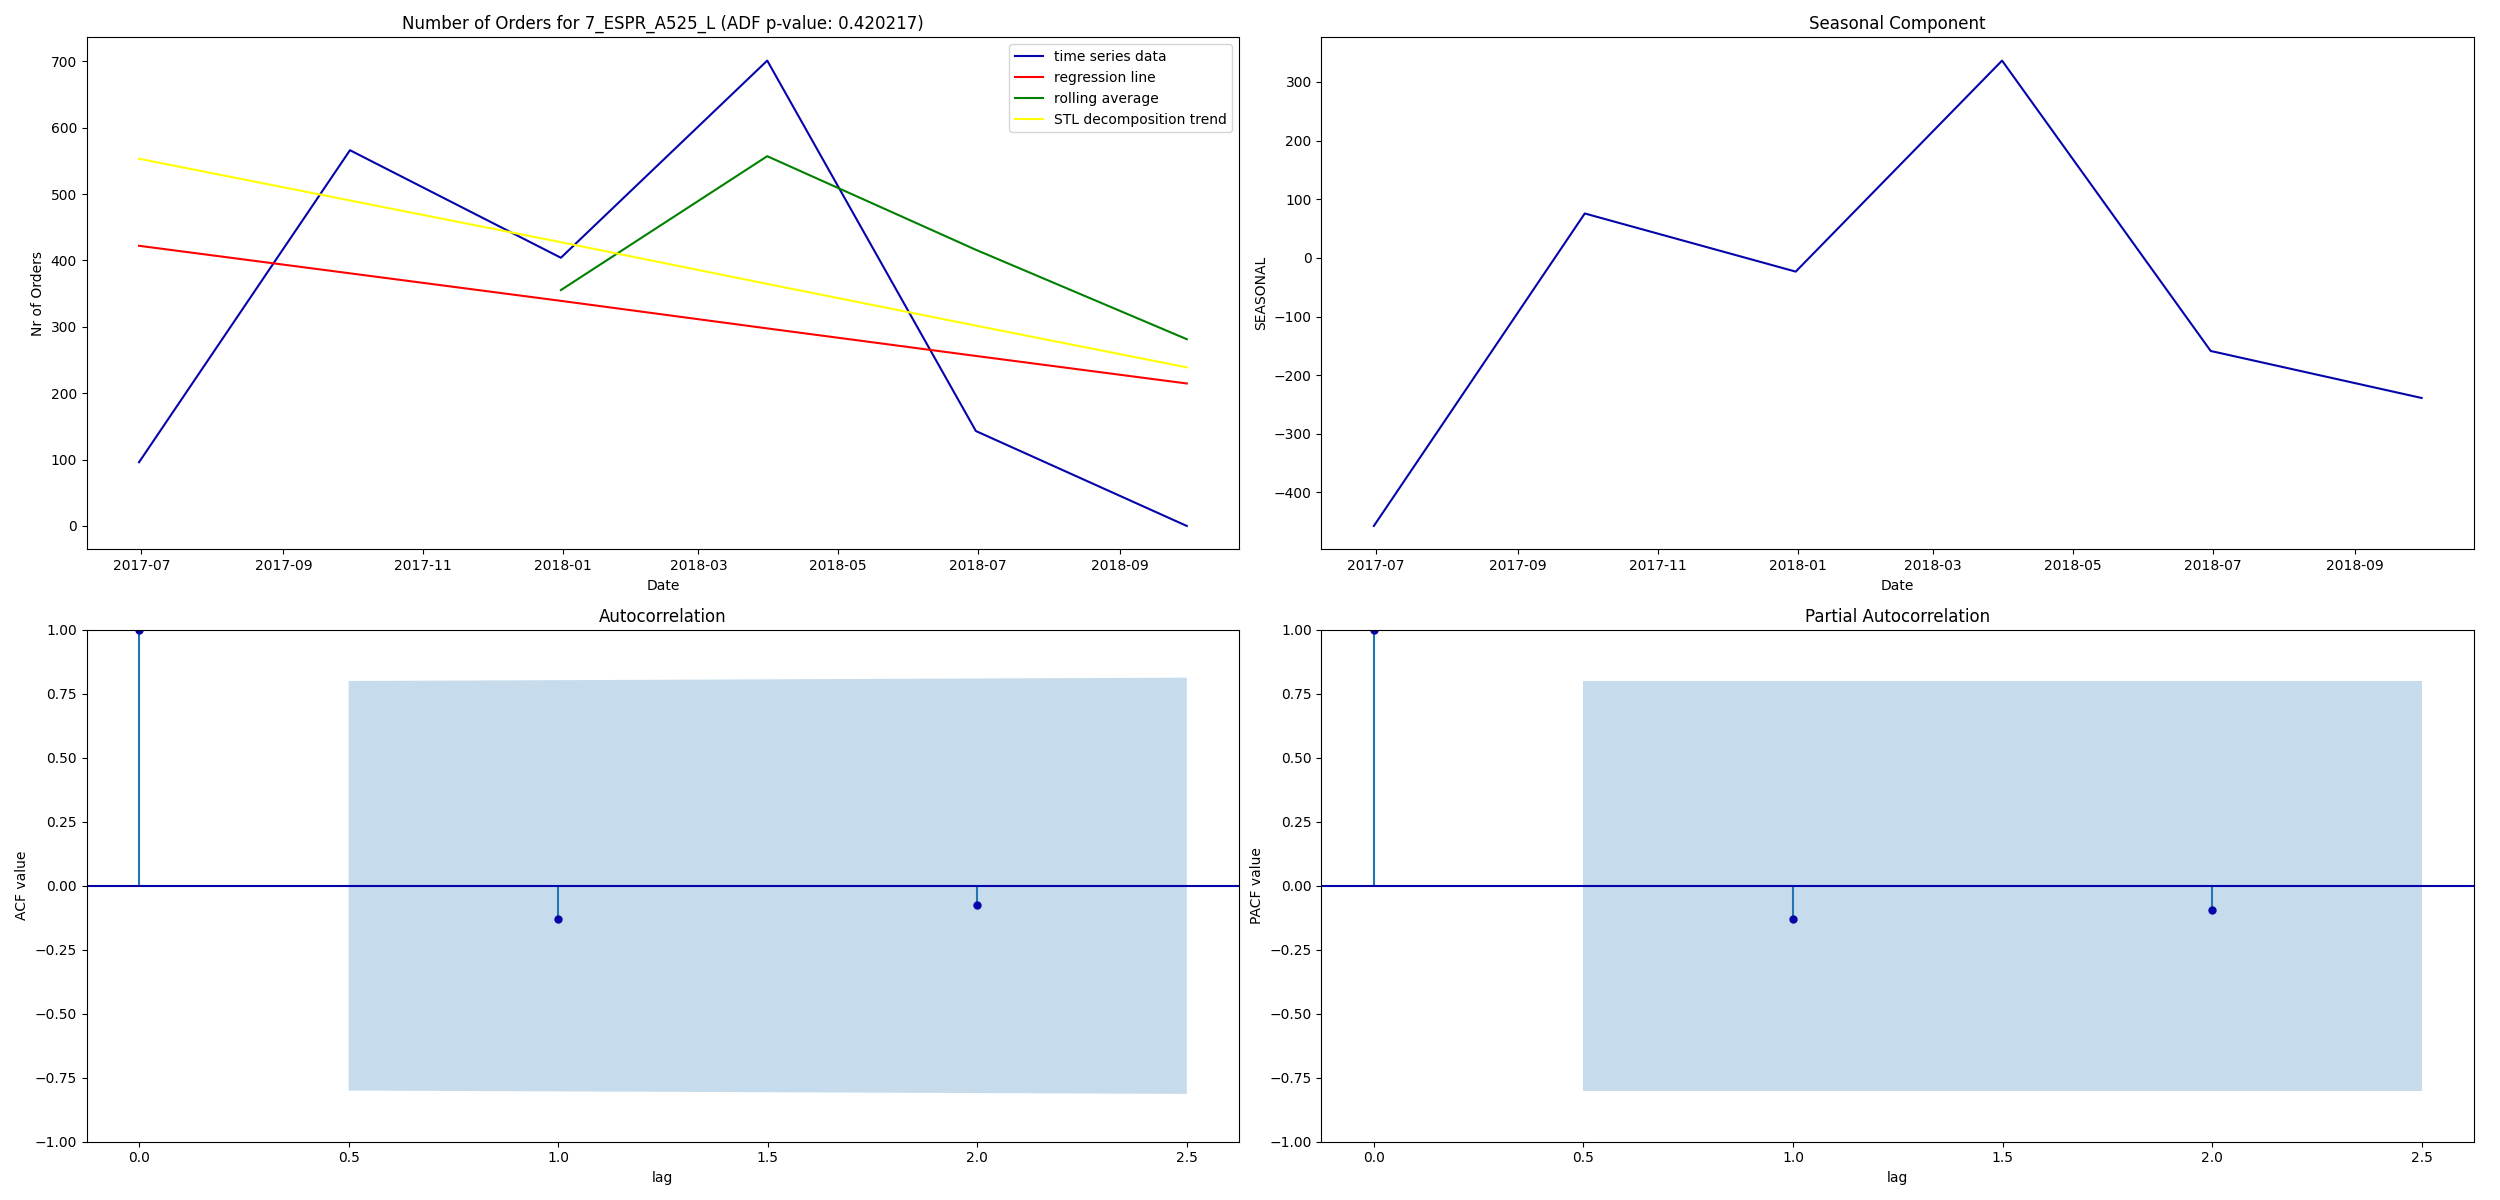 Number of Orders for 7_ESPR_A525_L (ADF p-value: 0.420217)
time series data
regression line
rolling average
STL decomposition trend
Nr of Orders
700
600
500
400
300
200
100
0
2017-07 2017-09 2017-11 2018-01 2018-03 2018-05 2018-07 2018-09
Date
Seasonal Component
SEASONAL
300
200
100
0
−100
−200
−300
−400
2017-07 2017-09 2017-11 2018-01 2018-03 2018-05 2018-07 2018-09
Date
Autocorrelation
ACF value
1.00
0.75
0.50
0.25
0.00
−0.25
−0.50
−0.75
−1.00
0.0 0.5 1.0 1.5 2.0 2.5
lag
Partial Autocorrelation
PACF value
1.00
0.75
0.50
0.25
0.00
−0.25
−0.50
−0.75
−1.00
0.0 0.5 1.0 1.5 2.0 2.5
lag